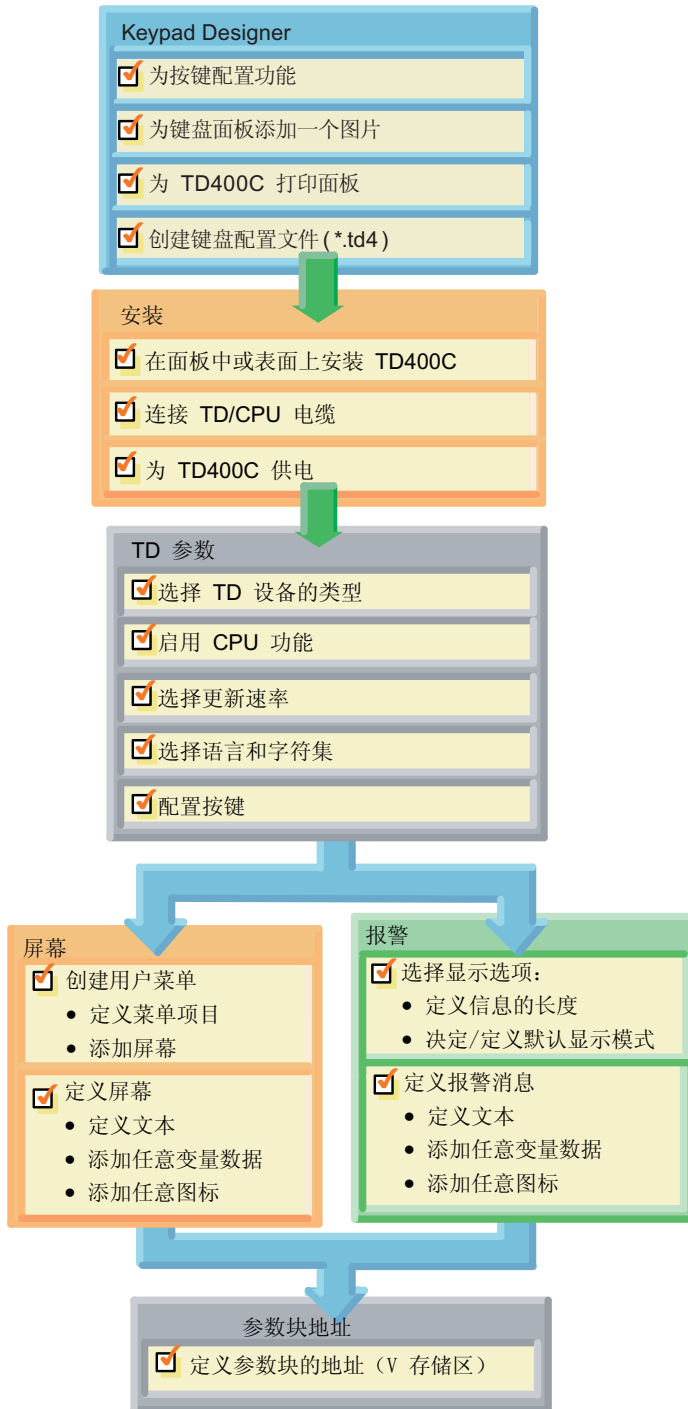 Keypad Designer
为按键配置功能
为键盘面板添加一个图片
为 TD400C 打印面板
创建键盘配置文件(*.td4)
安装
在面板中或表面上安装 TD400C
连接 TD/CPU 电缆
为 TD400C 供电
TD 参数
选择 TD 设备的类型
启用 CPU 功能
选择更新速率
选择语言和字符集
配置按键
屏幕
创建用户菜单
• 定义菜单项目
• 添加屏幕
定义屏幕
• 定义文本
• 添加任意变量数据
• 添加任意图标
报警
选择显示选项：
• 定义信息的长度
• 决定/定义默认显示模式
定义报警消息
• 定义文本
• 添加任意变量数据
• 添加任意图标
参数块地址
定义参数块的地址（V 存储区）